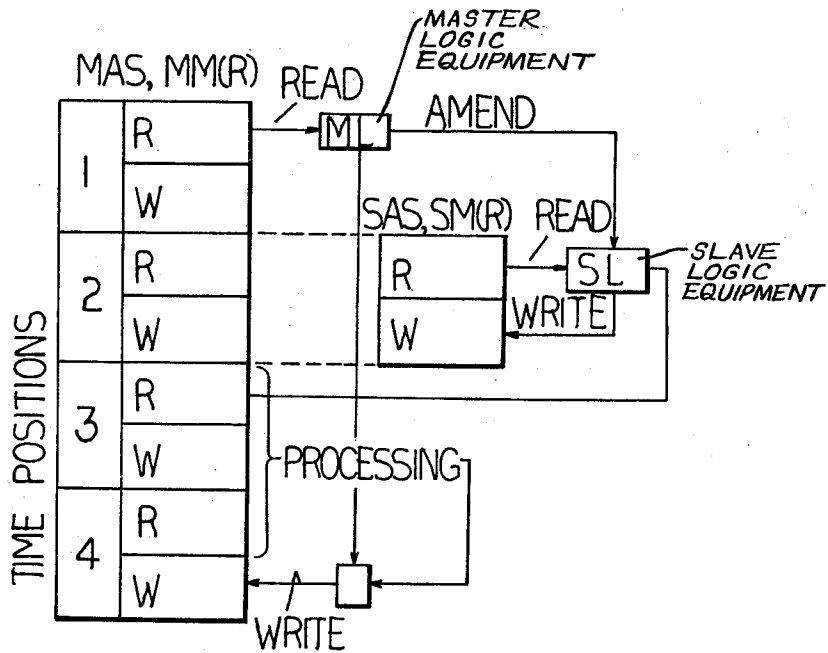 MASTER
LOGIC
EQUIPMENT
MAS, MM(R)
READ
ML
AMEND
1
R
W
SAS, SM(R)
READ
R
SL
SLAVE
LOGIC
EQUIPMENT
W
WRITE
2
R
W
TIME POSITIONS
3
R
W
PROCESSING
4
R
W
WRITE